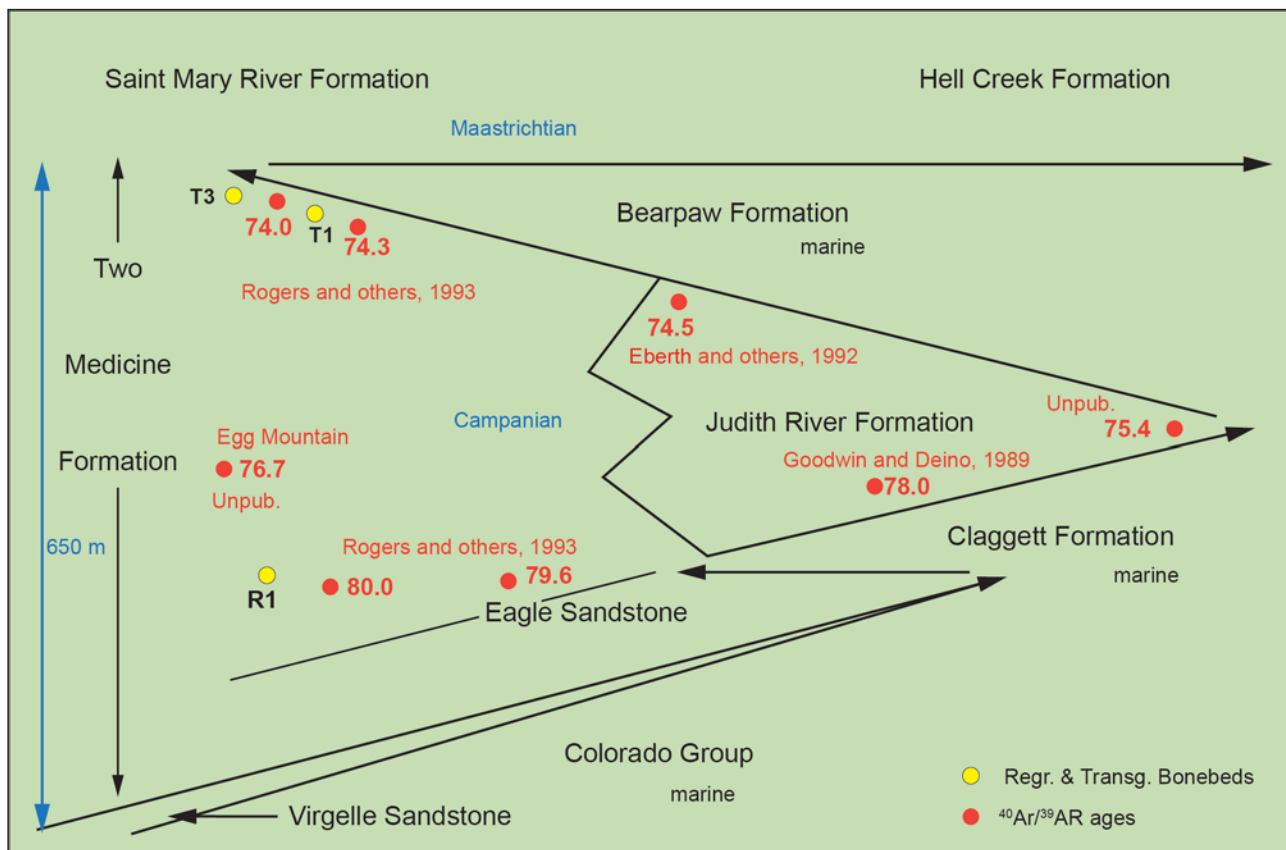 Saint Mary River Formation
Hell Creek Formation
Maastrichtian
T3
74.0
T1
74.3
Bearpaw Formation
marine
Two
Rogers and others, 1993
74.5
Eberth and others, 1992
Medicine
Unpub.
75.4
Campanian
Judith River Formation
Egg Mountain
76.7
Unpub.
Formation
Goodwin and Deino, 1989
78.0
650 m
Rogers and others, 1993
Claggett Formation
marine
R1
80.0
79.6
Eagle Sandstone
Colorado Group
marine
Virgelle Sandstone
Regr. & Transg. Bonebeds
⁴⁰Ar/³⁹AR ages